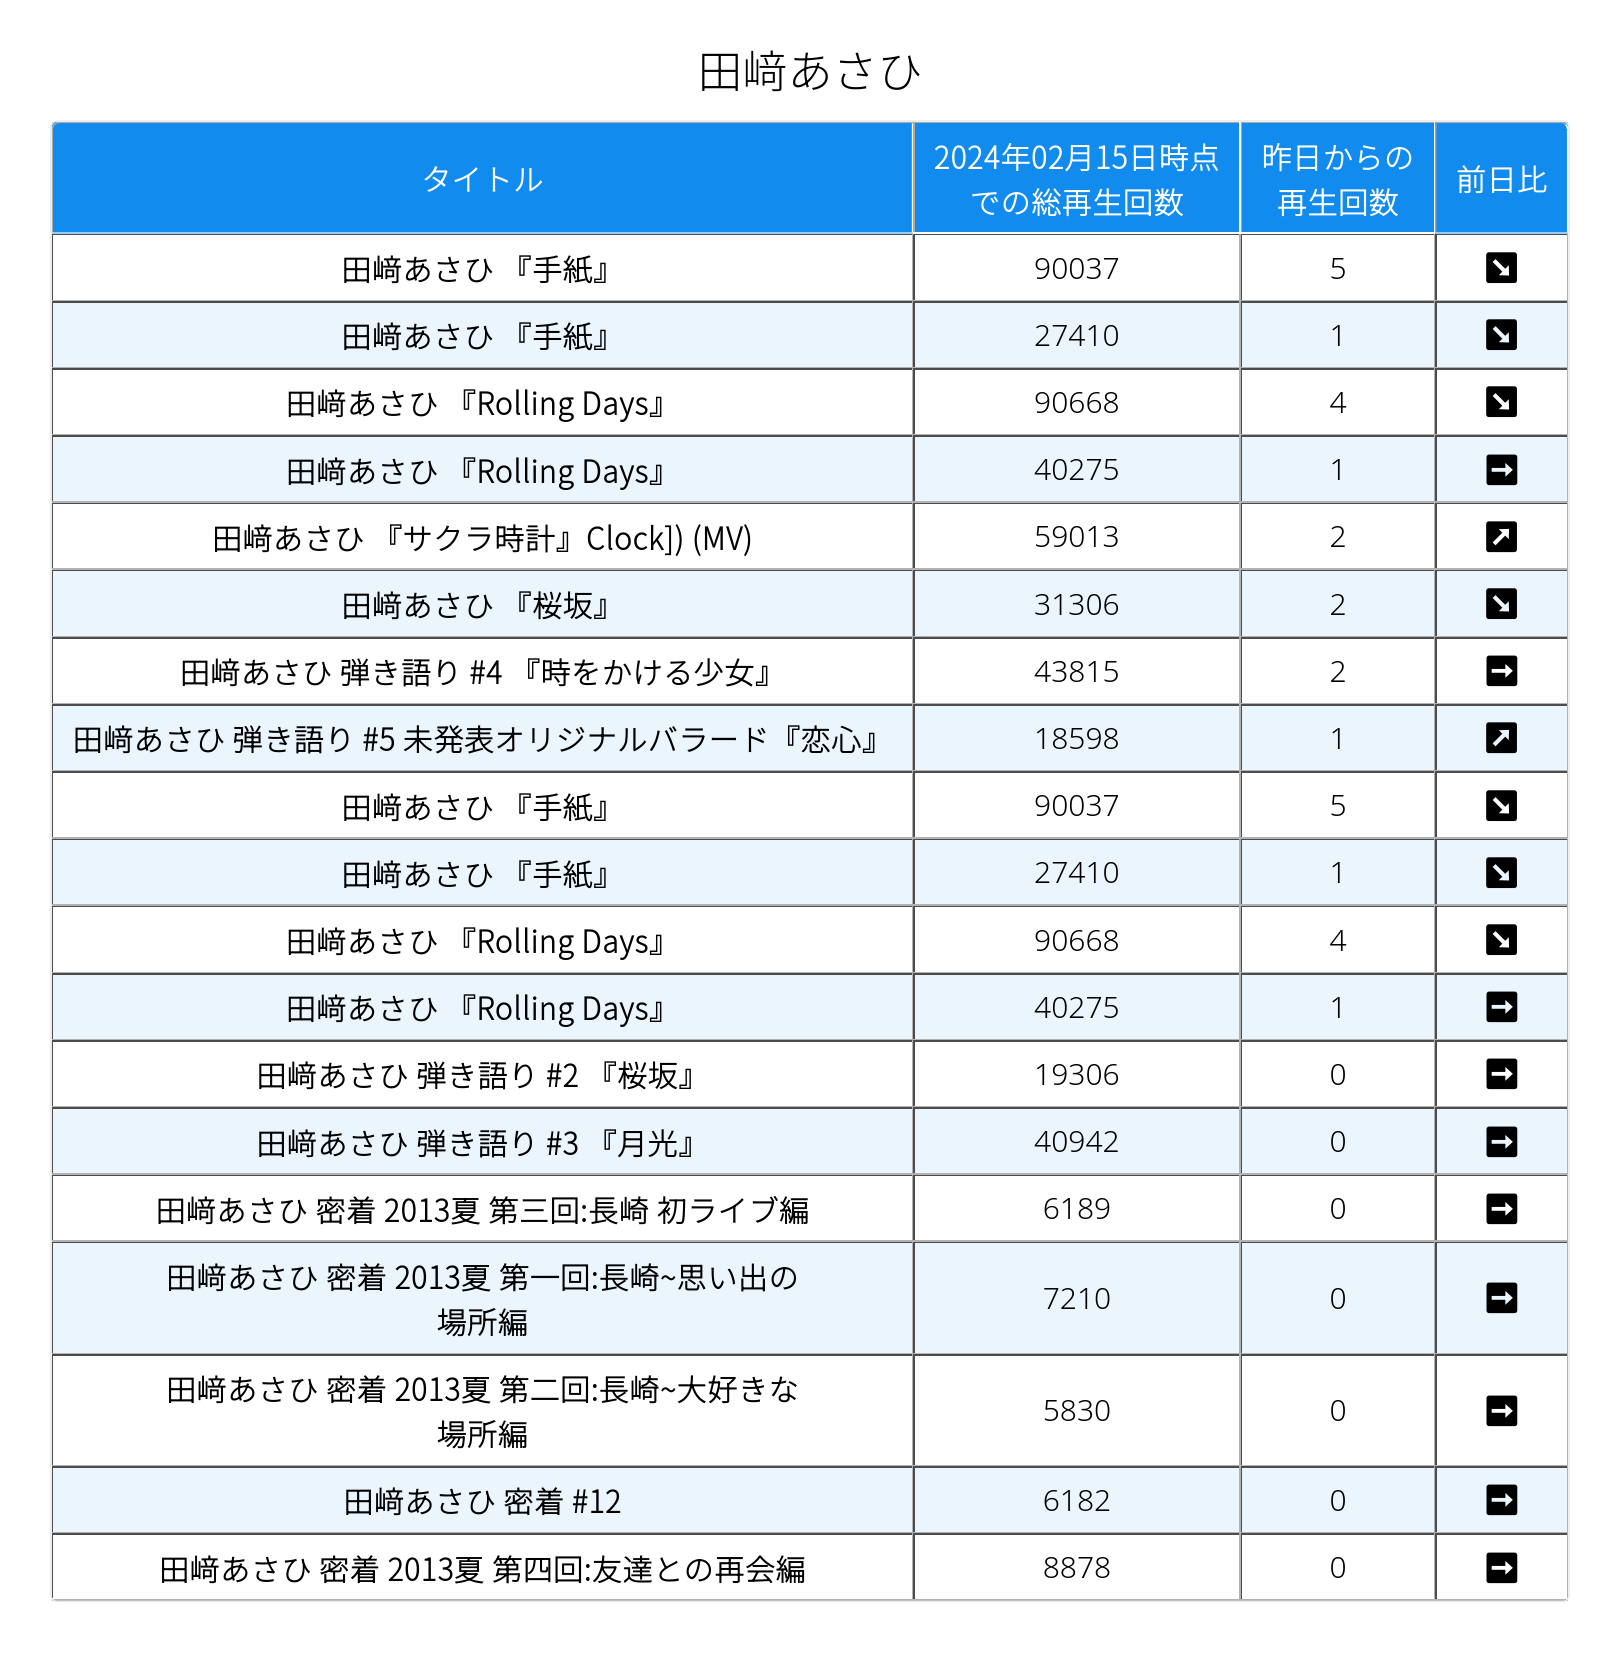 田﨑あさひ
タイトル
2024年02月15日時点
での総再生回数
昨日からの
再生回数
前日比
田﨑あさひ 『手紙』 90037 5 ↘
田﨑あさひ 『手紙』 27410 1 ↘
田﨑あさひ 『Rolling Days』 90668 4 ↘
田﨑あさひ 『Rolling Days』 40275 1 →
田﨑あさひ 『サクラ時計』Clock]) (MV) 59013 2 ↗
田﨑あさひ 『桜坂』 31306 2 ↘
田﨑あさひ 弾き語り #4 『時をかける少女』 43815 2 →
田﨑あさひ 弾き語り #5 未発表オリジナルバラード『恋心』 18598 1 ↗
田﨑あさひ 『手紙』 90037 5 ↘
田﨑あさひ 『手紙』 27410 1 ↘
田﨑あさひ 『Rolling Days』 90668 4 ↘
田﨑あさひ 『Rolling Days』 40275 1 →
田﨑あさひ 弾き語り #2 『桜坂』 19306 0 →
田﨑あさひ 弾き語り #3 『月光』 40942 0 →
田﨑あさひ 密着 2013夏 第三回:長崎 初ライブ編 6189 0 →
田﨑あさひ 密着 2013夏 第一回:長崎~思い出の
場所編 7210 0 →
田﨑あさひ 密着 2013夏 第二回:長崎~大好きな
場所編 5830 0 →
田﨑あさひ 密着 #12 6182 0 →
田﨑あさひ 密着 2013夏 第四回:友達との再会編 8878 0 →